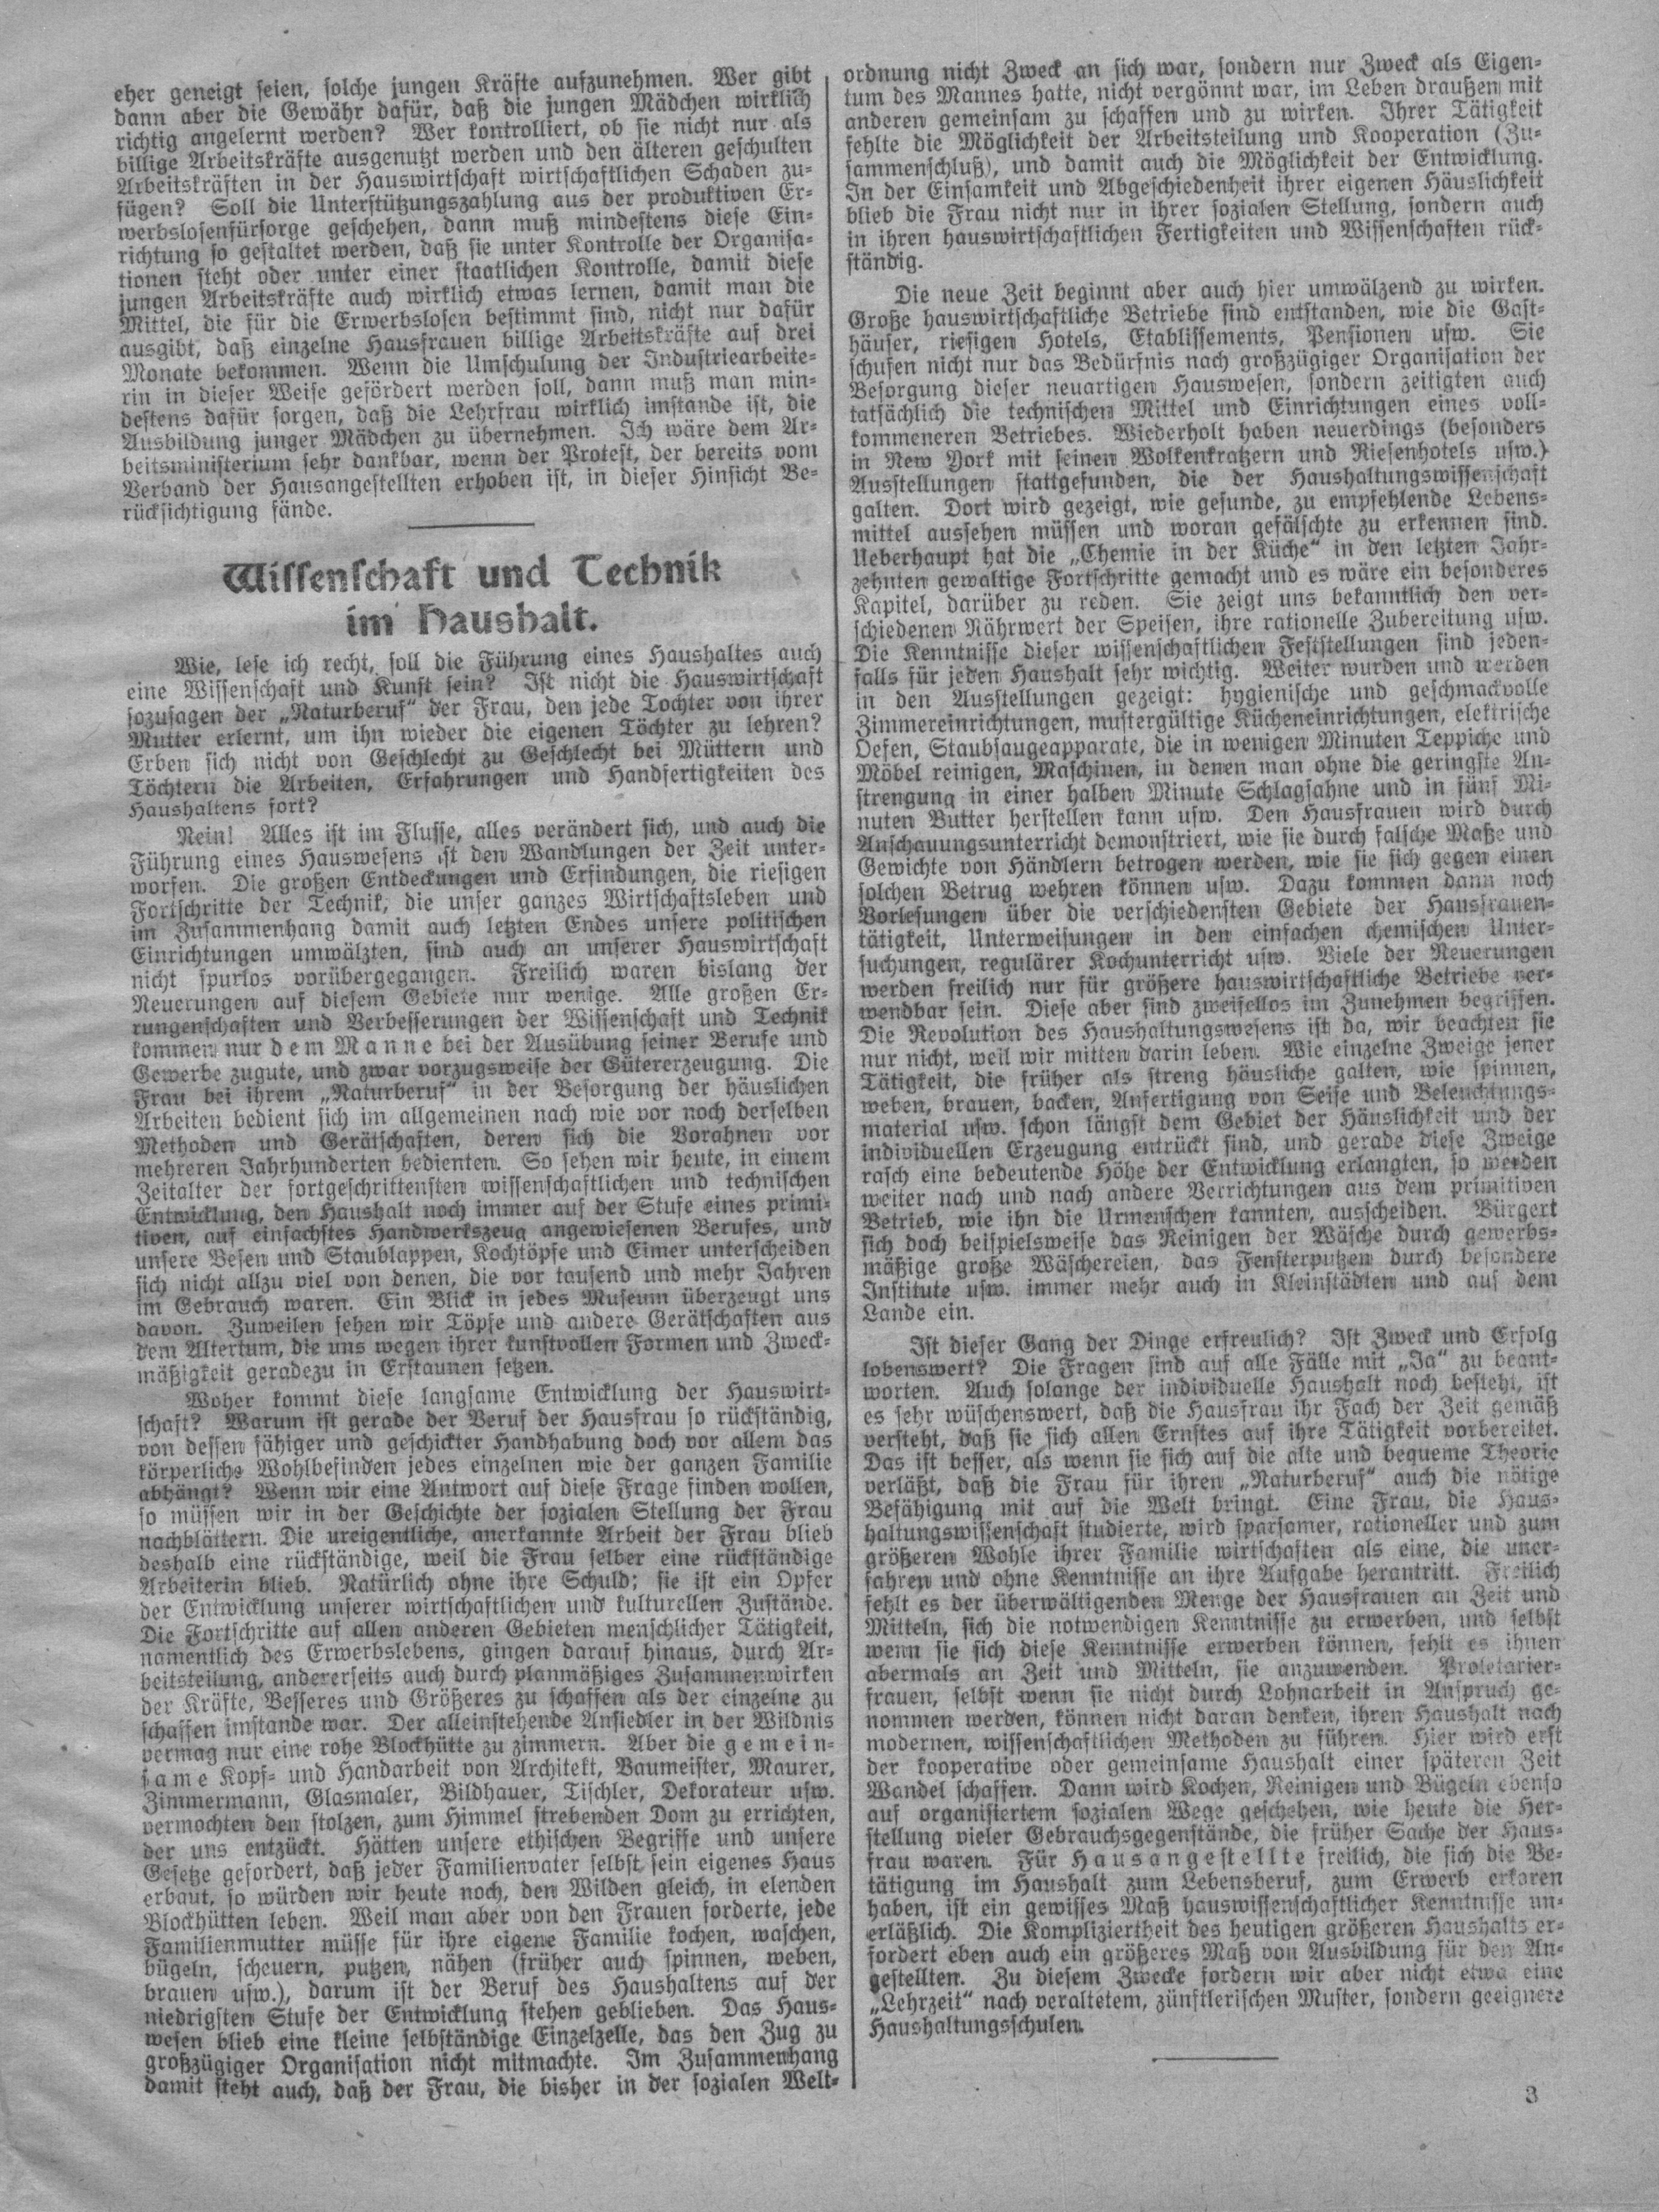 eher geneigt seien, solche jungen Kräfte aufzunehmen. Wer gibt
dann aber die Gewähr dafür, daß die jungen Mädchen wirklich
richtig angelernt werden? Wer kontrolliert, ob sie nicht nur als
billige Arbeitskräfte ausgenutzt werden und den älteren geschulten
Arbeitskräften in der Hauswirtschaft wirtschaftlichen Schaden zu-
fügen? Soll die Unterstützungszahlung aus der produktiven Er-
werbslosenfürsorge geschehen, dann muß mindestens diese Ein-
richtung so gestaltet werden, daß sie unter Kontrolle der Organisa-
tionen steht oder unter einer staatlichen Kontrolle, damit diese
jungen Arbeitskräfte auch wirklich etwas lernen, damit man die
Mittel, die für die Erwerbslosen bestimmt sind, nicht nur dafür
ausgibt, daß einzelne Hausfrauen billige Arbeitskräfte auf drei
Monate bekommen. Wenn die Umschulung der Industriearbeite-
rin in dieser Weise gefördert werden soll, dann muß man min-
destens dafür sorgen, daß die Lehrfrau wirklich imstande ist, die
Ausbildung junger Mädchen zu übernehmen. Ich wäre dem Ar-
beitsministerium sehr dankbar, wenn der Protest, der bereits vom
Verband der Hausangestellten erhoben ist, in dieser Hinsicht Be-
rücksichtigung fände.
Wissenschaft und Technik
im Haushalt.
Wie, lese ich recht, soll die Führung eines Haushaltes auch
eine Wissenschaft und Kunst sein? Ist nicht die Hauswirtschaft
sozusagen der „Naturberuf“ der Frau, den jede Tochter von ihrer
Mutter erlernt, um ihn wieder die eigenen Töchter zu lehren?
Erben sich nicht von Geschlecht zu Geschlecht bei Müttern und
Töchtern die Arbeiten, Erfahrungen und Handfertigkeiten des
Haushaltens fort?
Nein! Alles ist im Flusse, alles verändert sich, und auch die
Führung eines Hauswesens ist den Wandlungen der Zeit unter-
worfen. Die großen Entdeckungen und Erfindungen, die riesigen
Fortschritte der Technik, die unser ganzes Wirtschaftsleben und
im Zusammenhang damit auch letzten Endes unsere politischen
Einrichtungen umwälzten, sind auch an unserer Hauswirtschaft
nicht spurlos vorübergegangen. Freilich waren bislang der
Neuerungen auf diesem Gebiete nur wenige. Alle großen Er-
rungenschaften und Verbesserungen der Wissenschaft und Technik
kommen nur dem Manne bei der Ausübung seiner Berufe und
Gewerbe zugute, und zwar vorzugsweise der Gütererzeugung. Die
Frau bei ihrem „Naturberuf“ in der Besorgung der häuslichen
Arbeiten bedient sich im allgemeinen nach wie vor noch derselben
Methoden und Gerätschaften, deren sich die Vorahnen vor
mehreren Jahrhunderten bedienten. So sehen wir heute, in einem
Zeitalter der fortgeschrittensten wissenschaftlichen und technischen
Entwicklung, den Haushalt noch immer auf der Stufe eines primi-
tiven, auf einfachstes Handwerkszeug angewiesenen Berufes, und
unsere Besen und Staublappen, Kochtöpfe und Eimer unterscheiden
sich nicht allzu viel von denen, die vor tausend und mehr Jahren
im Gebrauch waren. Ein Blick in jedes Museum überzeugt uns
davon. Zuweilen sehen wir Töpfe und andere Gerätschaften aus
dem Altertum, die uns wegen ihrer kunstvollen Formen und Zweck-
mäßigkeit geradezu in Erstaunen setzen.
Woher kommt diese langsame Entwicklung der Hauswirt-
schaft? Warum ist gerade der Beruf der Hausfrau so rückständig,
von dessen fähiger und geschickter Handhabung doch vor allem das
körperliche Wohlbefinden jedes einzelnen wie der ganzen Familie
abhängt? Wenn wir eine Antwort auf diese Frage finden wollen,
so müssen wir in der Geschichte der sozialen Stellung der Frau
nachblättern. Die ureigentliche, anerkannte Arbeit der Frau blieb
deshalb eine rückständige, weil die Frau selber eine rückständige
Arbeiterin blieb. Natürlich ohne ihre Schuld; sie ist ein Opfer
der Entwicklung unserer wirtschaftlichen und kulturellen Zustände.
Die Fortschritte auf allen anderen Gebieten menschlicher Tätigkeit,
namentlich des Erwerbslebens, gingen darauf hinaus, durch Ar-
beitsteilung, andererseits auch durch planmäßiges Zusammenwirken
der Kräfte, Besseres und Größeres zu schaffen als der einzelne zu
schaffen imstande war. Der alleinstehende Ansiedler in der Wildnis
vermag nur eine rohe Blockhütte zu zimmern. Aber die gemein-
same Kopf- und Handarbeit von Architekt, Baumeister, Maurer,
Zimmermann, Glasmaler, Bildhauer, Tischler, Dekorateur usw.
vermochten den stolzen, zum Himmel strebenden Dom zu errichten,
der uns entzückt. Hätten unsere ethischen Begriffe und unsere
Gesetze gefordert, daß jeder Familienvater selbst sein eigenes Haus
erbaut, so würden wir heute noch, den Wilden gleich, in elenden
Blockhütten leben. Weil man aber von den Frauen forderte, jede
Familienmutter müsse für ihre eigene Familie kochen, waschen,
bügeln, scheuern, putzen, nähen (früher auch spinnen, weben,
brauen usw.), darum ist der Beruf des Haushaltens auf der
niedrigsten Stufe der Entwicklung stehen geblieben. Das Haus-
wesen blieb eine kleine selbständige Einzelzelle, das den Zug zu
großzügiger Organisation nicht mitmachte. Im Zusammenhang
damit steht auch, daß der Frau, die bisher in der sozialen Welt-
ordnung nicht Zweck an sich war, sondern nur Zweck als Eigen-
tum des Mannes hatte, nicht vergönnt war, im Leben draußen mit
anderen gemeinsam zu schaffen und zu wirken. Ihrer Tätigkeit
fehlte die Möglichkeit der Arbeitsteilung und Kooperation (Zu-
sammenschluß), und damit auch die Möglichkeit der Entwicklung.
In der Einsamkeit und Abgeschiedenheit ihrer eigenen Häuslichkeit
blieb die Frau nicht nur in ihrer sozialen Stellung, sondern auch
in ihren hauswirtschaftlichen Fertigkeiten und Wissenschaften rück-
ständig.
Die neue Zeit beginnt aber auch hier umwälzend zu wirken.
Große hauswirtschaftliche Betriebe sind entstanden, wie die Gast-
häuser, riesigen Hotels, Etablissements, Pensionen usw. Sie
schufen nicht nur das Bedürfnis nach großzügiger Organisation der
Besorgung dieser neuartigen Hauswesen, sondern zeitigten auch
tatsächlich die technischen Mittel und Einrichtungen eines voll-
kommeneren Betriebes. Wiederholt haben neuerdings (besonders
in New York mit seinen Wolkenkratzern und Riesenhotels usw.)
Ausstellungen stattgefunden, die der Haushaltungswissenschaft
galten. Dort wird gezeigt, wie gesunde, zu empfehlende Lebens-
mittel aussehen müssen und woran gefälschte zu erkennen sind.
Ueberhaupt hat die „Chemie in der Küche“ in den letzten Jahr-
zehnten gewaltige Fortschritte gemacht und es wäre ein besonderes
Kapitel, darüber zu reden. Sie zeigt uns bekanntlich den ver-
schiedenen Nährwert der Speisen, ihre rationelle Zubereitung usw.
Die Kenntnisse dieser wissenschaftlichen Feststellungen sind jeden-
falls für jeden Haushalt sehr wichtig. Weiter wurden und werden
in den Ausstellungen gezeigt: hygienische und geschmackvolle
Zimmereinrichtungen, mustergültige Kücheneinrichtungen, elektrische
Oefen, Staubsaugeapparate, die in wenigen Minuten Teppiche und
Möbel reinigen, Maschinen, in denen man ohne die geringste An-
strengung in einer halben Minute Schlagsahne und in fünf Mi-
nuten Butter herstellen kann usw. Den Hausfrauen wird durch
Anschauungsunterricht demonstriert, wie sie durch falsche Maße und
Gewichte von Händlern betrogen werden, wie sie sich gegen einen
solchen Betrug wehren können usw. Dazu kommen dann noch
Vorlesungen über die verschiedensten Gebiete der Hausfrauen-
tätigkeit, Unterweisungen in den einfachen chemischen Unter-
suchungen, regulärer Kochunterricht usw. Viele der Neuerungen
werden freilich nur für größere hauswirtschaftliche Betriebe ver-
wendbar sein. Diese aber sind zweifellos im Zunehmen begriffen.
Die Revolution des Haushaltungswesens ist da, wir beachten sie
nur nicht, weil wir mitten darin leben. Wie einzelne Zweige jener
Tätigkeit, die früher als streng häusliche galten, wie spinnen,
weben, brauen, backen, Anfertigung von Seife und Beleuchtungs-
material usw. schon längst dem Gebiet der Häuslichkeit und der
individuellen Erzeugung entrückt sind, und gerade diese Zweige
rasch eine bedeutende Höhe der Entwicklung erlangten, so werden
weiter nach und nach andere Verrichtungen aus dem primitiven
Betrieb, wie ihn die Urmenschen kannten, ausscheiden. Bürgert
sich doch beispielsweise das Reinigen der Wäsche durch gewerbs-
mäßige große Wäschereien, das Fensterputzen durch besondere
Institute usw. immer mehr auch in Kleinstädten und auf dem
Lande ein.
Ist dieser Gang der Dinge erfreulich? Ist Zweck und Erfolg
lobenswert? Die Fragen sind auf alle Fälle mit „Ja“ zu beant-
worten. Auch solange der individuelle Haushalt noch besteht, ist
es sehr wüschenswert, daß die Hausfrau ihr Fach der Zeit gemäß
versteht, daß sie sich allen Ernstes auf ihre Tätigkeit vorbereitet.
Das ist besser, als wenn sie sich auf die alte und bequeme Theorie
verläßt, daß die Frau für ihren „Naturberuf“ auch die nötige
Befähigung mit auf die Welt bringt. Eine Frau, die Haus-
haltungswissenschaft studierte, wird sparsamer, rationeller und zum
größeren Wohle ihrer Familie wirtschaften als eine, die uner-
fahren und ohne Kenntnisse an ihre Aufgabe herantritt. Freilich
fehlt es der überwältigenden Menge der Hausfrauen an Zeit und
Mitteln, sich die notwendigen Kenntnisse zu erwerben, und selbst
wenn sie sich diese Kenntnisse erwerben können, fehlt es ihnen
abermals an Zeit und Mitteln, sie anzuwenden. Proletarier-
frauen, selbst wenn sie nicht durch Lohnarbeit in Anspruch ge-
nommen werden, können nicht daran denken, ihren Haushalt nach
modernen, wissenschaftlichen Methoden zu führen. Hier wird erst
der kooperative oder gemeinsame Haushalt einer späteren Zeit
Wandel schaffen. Dann wird Kochen, Reinigen und Bügeln ebenso
auf organisiertem sozialen Wege geschehen, wie heute die Her-
stellung vieler Gebrauchsgegenstände, die früher Sache der Haus-
frau waren. Für Hausangestellte freilich, die sich die Be-
tätigung im Haushalt zum Lebensberuf, zum Erwerb erkoren
haben, ist ein gewisses Maß hauswissenschaftlicher Kenntnisse un-
erläßlich. Die Kompliziertheit des heutigen größeren Haushalts er-
fordert eben auch ein größeres Maß von Ausbildung für den An-
gestellten. Zu diesem Zwecke fordern wir aber nicht etwa eine
„Lehrzeit“ nach veraltetem, zünftlerischen Muster, sondern geeignete
Haushaltungsschulen.
3